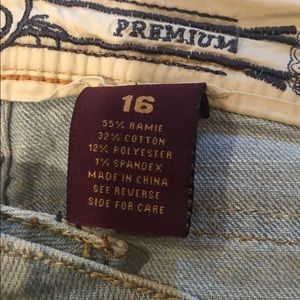 PREMIUM
16
55% RAMIE
32% COTTON
12% POLYESTER
1% SPANDEX
MADE IN CHINA
SEE REVERSE
SIDE FOR CARE